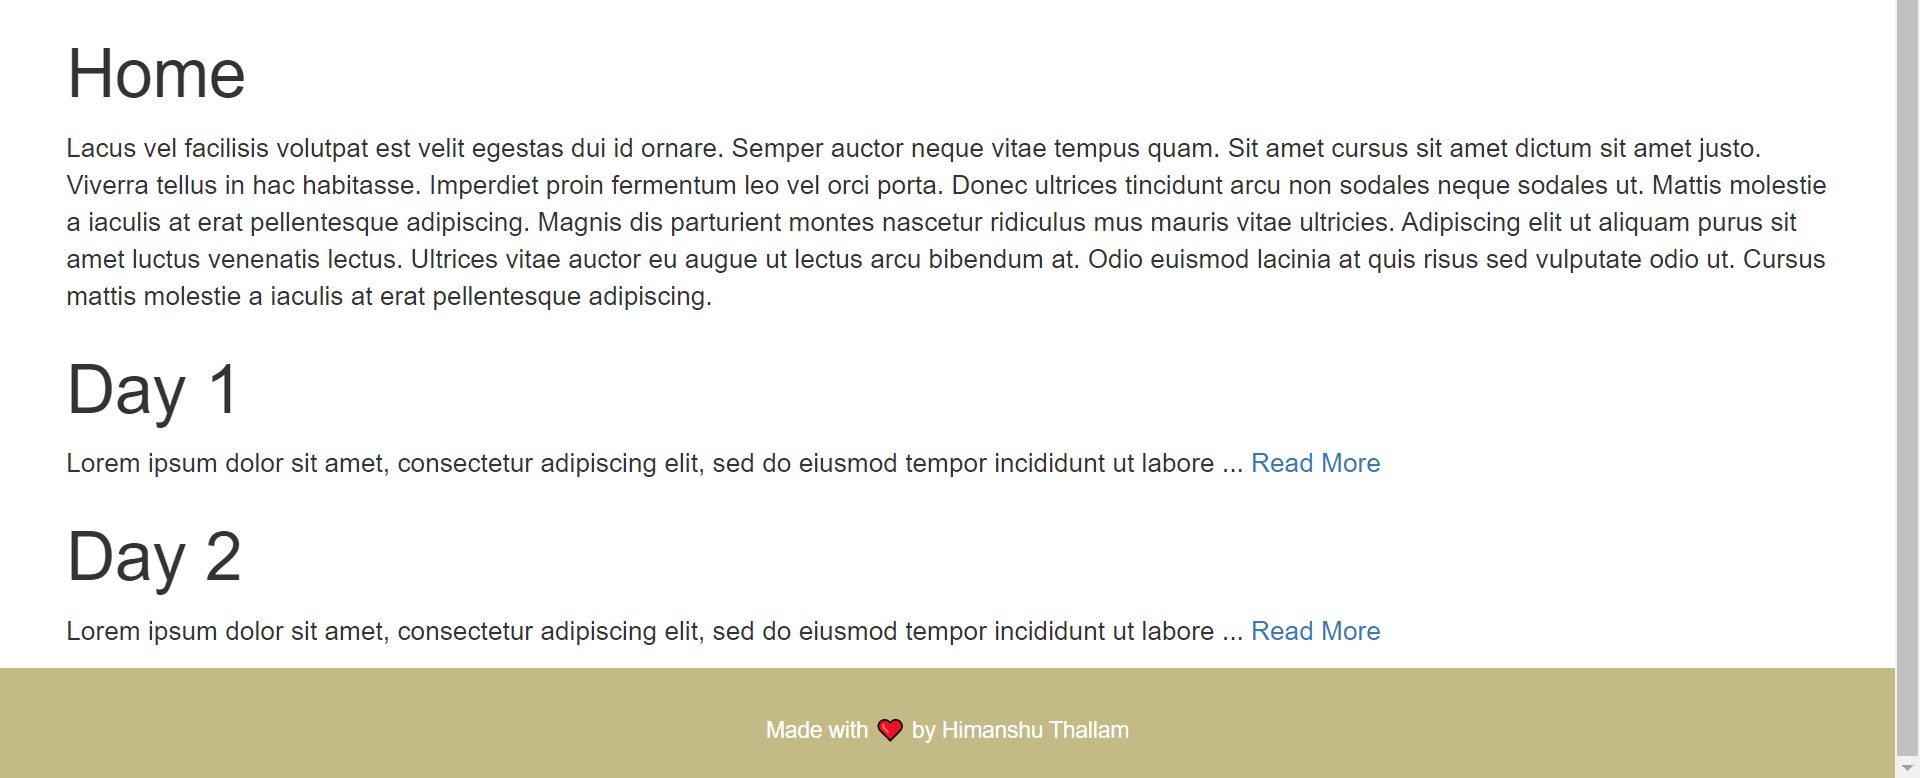 Home
Lacus vel facilisis volutpat est velit egestas dui id ornare. Semper auctor neque vitae tempus quam. Sit amet cursus sit amet dictum sit amet justo.
Viverra tellus in hac habitasse. Imperdiet proin fermentum leo vel orci porta. Donec ultrices tincidunt arcu non sodales neque sodales ut. Mattis molestie
a iaculis at erat pellentesque adipiscing. Magnis dis parturient montes nascetur ridiculus mus mauris vitae ultricies. Adipiscing elit ut aliquam purus sit
amet luctus venenatis lectus. Ultrices vitae auctor eu augue ut lectus arcu bibendum at. Odio euismod lacinia at quis risus sed vulputate odio ut. Cursus
mattis molestie a iaculis at erat pellentesque adipiscing.
Day 1
Lorem ipsum dolor sit amet, consectetur adipiscing elit, sed do eiusmod tempor incididunt ut labore ... Read More
Day 2
Lorem ipsum dolor sit amet, consectetur adipiscing elit, sed do eiusmod tempor incididunt ut labore ... Read More
Made with ❤️ by Himanshu Thallam